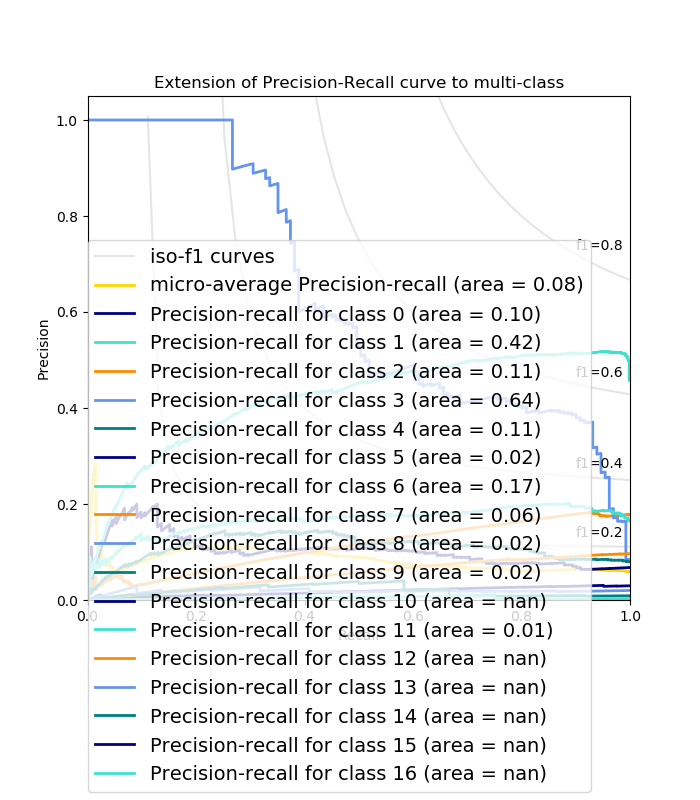 Extension of Precision-Recall curve to multi-class
Precision
1.0
0.8
0.6
0.4
0.2
0.0
f1=0.8
f1=0.6
f1=0.4
f1=0.2
iso-f1 curves
micro-average Precision-recall (area = 0.08)
Precision-recall for class 0 (area = 0.10)
Precision-recall for class 1 (area = 0.42)
Precision-recall for class 2 (area = 0.11)
Precision-recall for class 3 (area = 0.64)
Precision-recall for class 4 (area = 0.11)
Precision-recall for class 5 (area = 0.02)
Precision-recall for class 6 (area = 0.17)
Precision-recall for class 7 (area = 0.06)
Precision-recall for class 8 (area = 0.02)
Precision-recall for class 9 (area = 0.02)
Precision-recall for class 10 (area = nan)
Precision-recall for class 11 (area = 0.01)
Precision-recall for class 12 (area = nan)
Precision-recall for class 13 (area = nan)
Precision-recall for class 14 (area = nan)
Precision-recall for class 15 (area = nan)
Precision-recall for class 16 (area = nan)
0.0 0.2 0.4 0.6 0.8 1.0
Recall